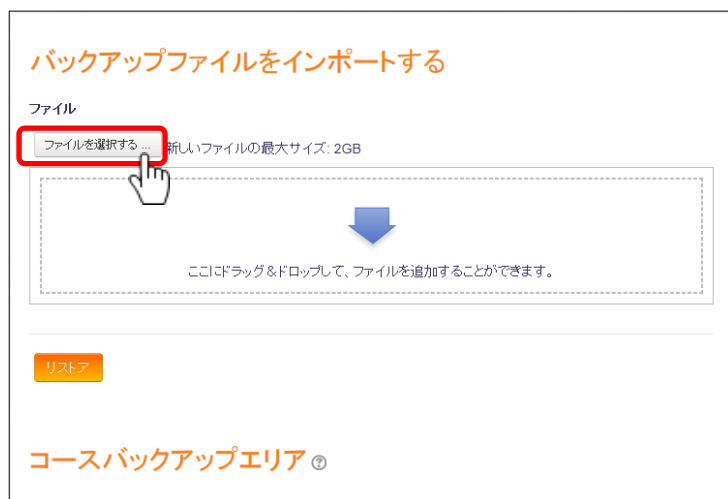 バックアップファイルをインポートする
ファイル
ファイルを選択する ... 新しいファイルの最大サイズ: 2GB
ここにドラッグ＆ドロップして、ファイルを追加することができます。
リストア
コースバックアップエリア ?